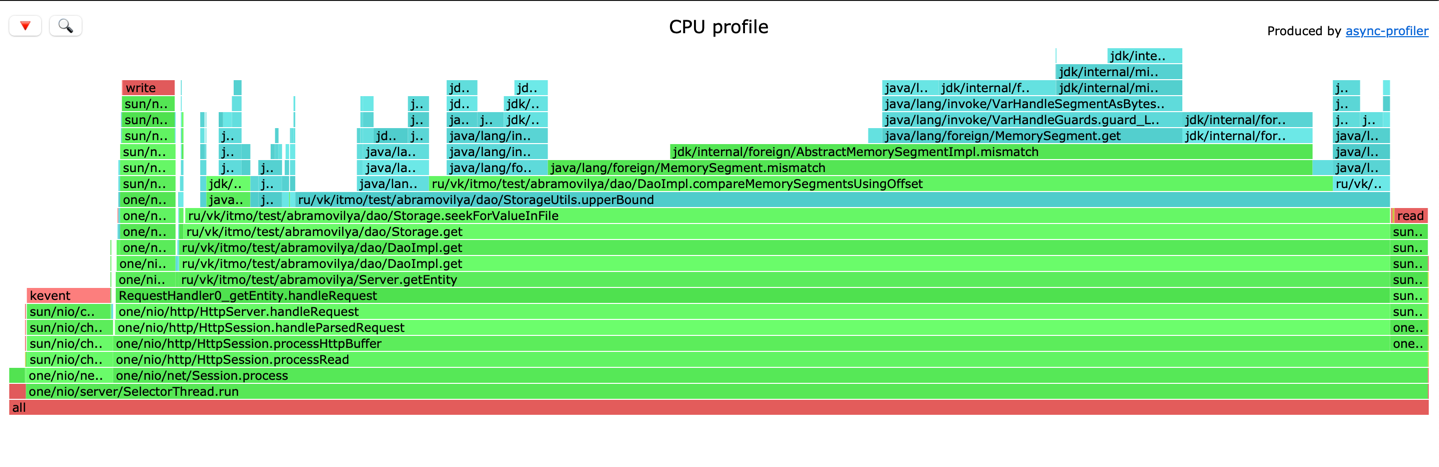 CPU profile
Produced by async-profiler
jdk/inte..
jdk/internal/mi..
write jd.. jd.. java/l.. jdk/internal/f.. jdk/internal/mi.. j..
sun/n.. j.. jd.. jdk/.. java/lang/invoke/VarHandleSegmentAsBytes.. j..
sun/n.. ja.. j.. jdk/.. java/lang/invoke/VarHandleGuards.guard_L.. jdk/internal/for.. j.. j..
sun/n.. j.. jd.. j.. java/lang/in.. java/lang/foreign/MemorySegment.get jdk/internal/for.. java/l..
sun/n.. j.. java/la.. java/lang/in.. jdk/internal/foreign/AbstractMemorySegmentImpl.mismatch java/l..
sun/n.. j.. j.. java/la.. java/lang/fo.. java/lang/foreign/MemorySegment.mismatch java/l..
sun/n.. jdk/.. j.. java/lan.. ru/vk/itmo/test/abramovilya/dao/DaoImpl.compareMemorySegmentsUsingOffset ru/vk/..
one/n.. java.. j.. ru/vk/itmo/test/abramovilya/dao/StorageUtils.upperBound
one/n.. ru/vk/itmo/test/abramovilya/dao/Storage.seekForValueInFile read
one/n.. ru/vk/itmo/test/abramovilya/dao/Storage.get sun..
one/n.. ru/vk/itmo/test/abramovilya/dao/DaoImpl.get sun..
one/ni.. ru/vk/itmo/test/abramovilya/dao/DaoImpl.get sun..
one/ni.. ru/vk/itmo/test/abramovilya/Server.getEntity sun..
kevent RequestHandler0_getEntity.handleRequest sun..
sun/nio/c.. one/nio/http/HttpServer.handleRequest sun..
sun/nio/ch.. one/nio/http/HttpSession.handleParsedRequest one..
sun/nio/ch.. one/nio/http/HttpSession.processHttpBuffer one..
sun/nio/ch.. one/nio/http/HttpSession.processRead
one/nio/ne.. one/nio/net/Session.process
one/nio/server/SelectorThread.run
all